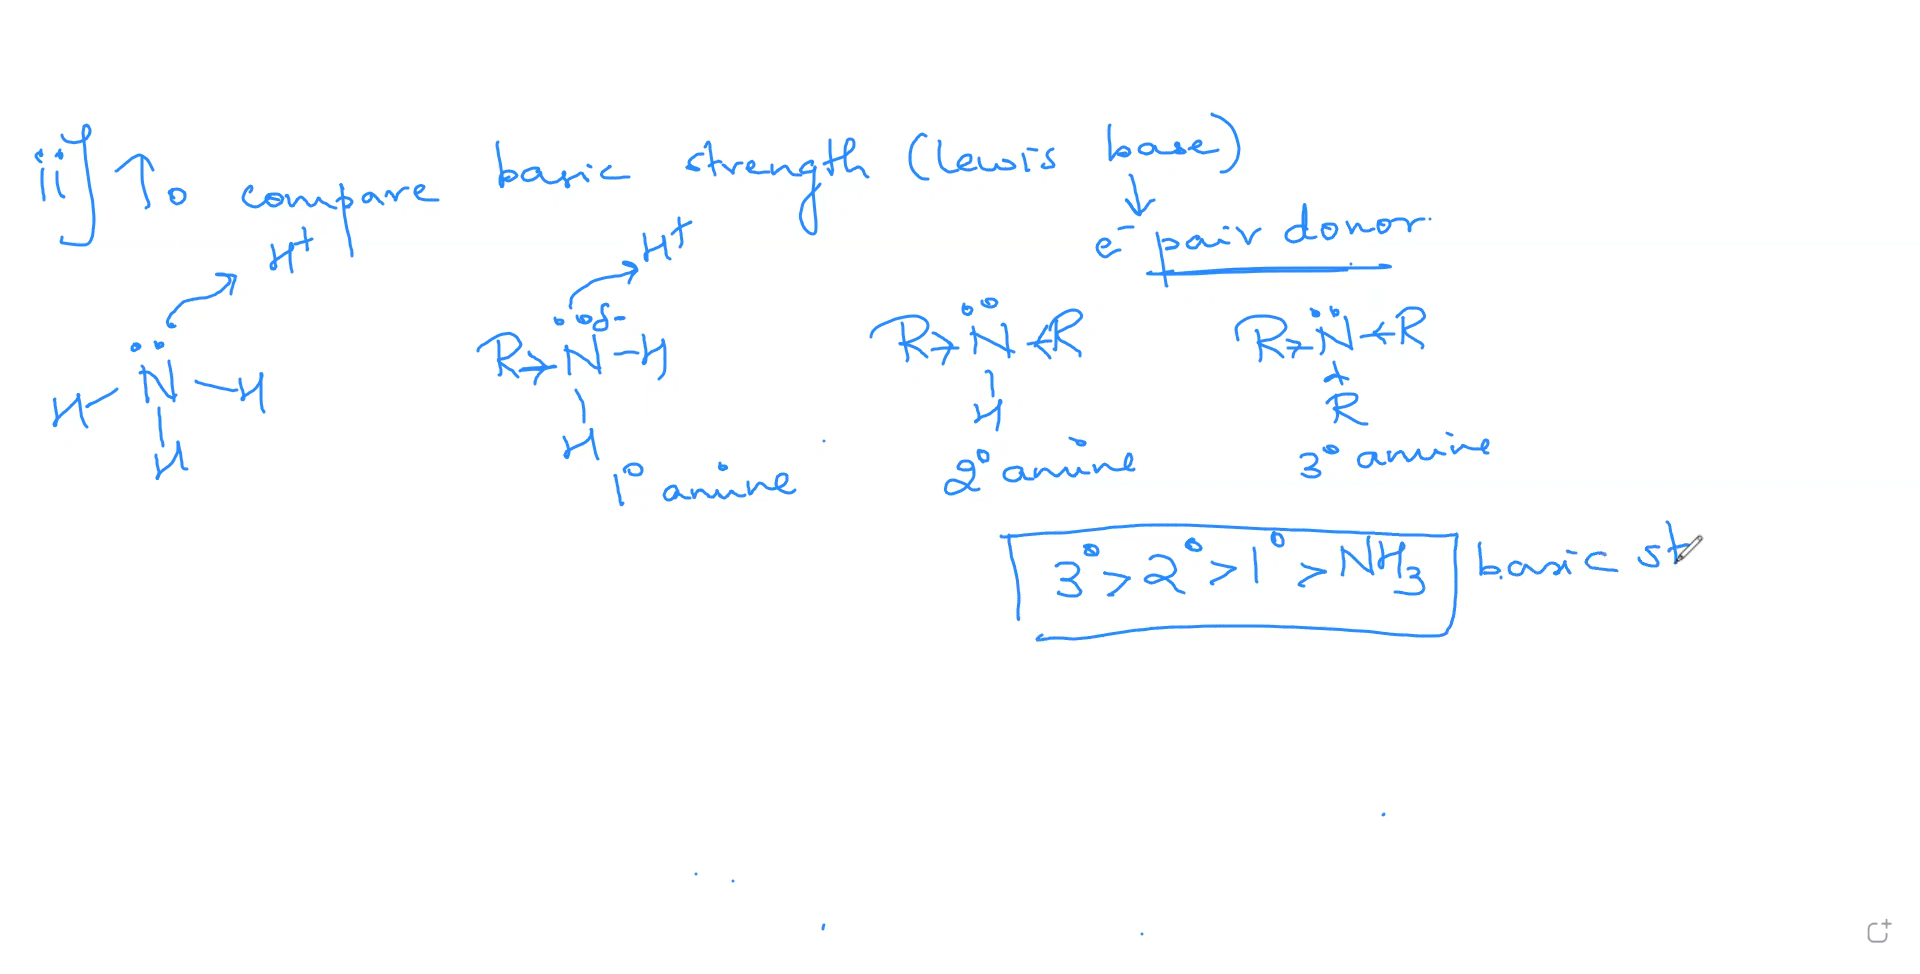 ii] To compare basic strength (lewis base)
↓
e⁻ pair donor
H⁺ H⁺
δ-
H N H R N H R N R R N R
H H H R
1° amine 2° amine 3° amine
3° > 2° > 1° > NH₃ basic st